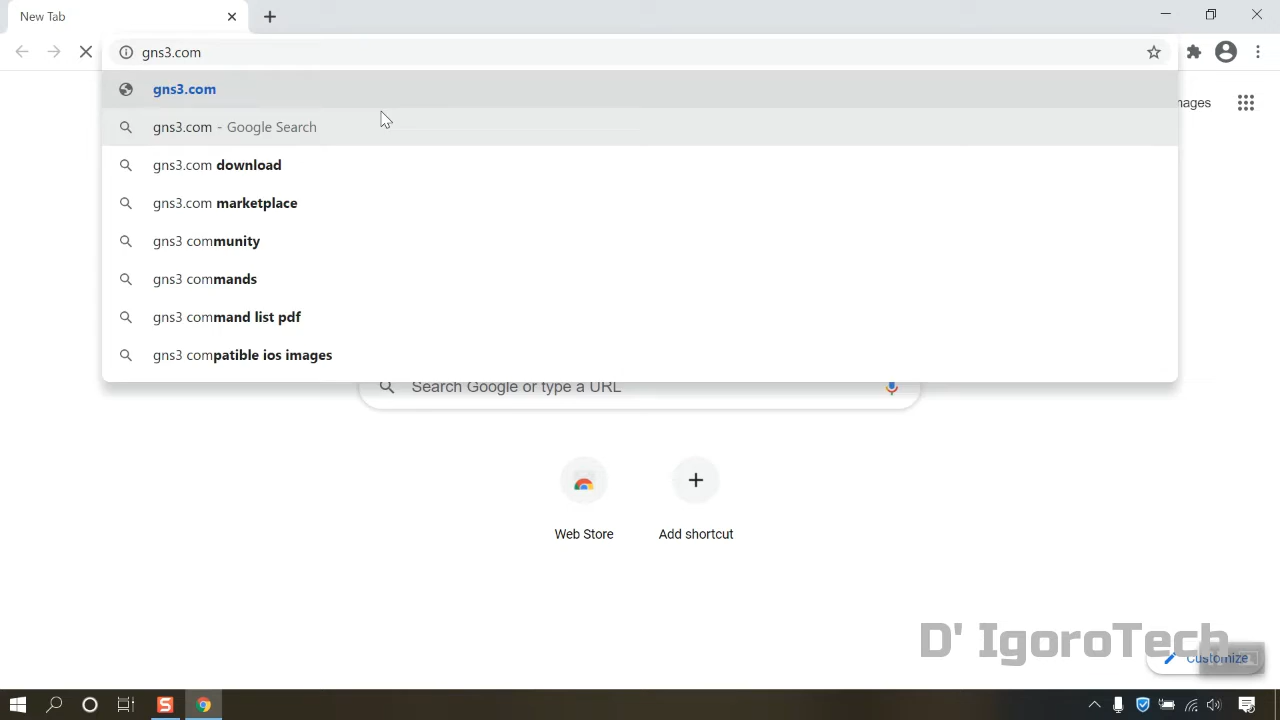 New Tab
gns3.com
gns3.com
gns3.com - Google Search
gns3.com download
gns3.com marketplace
gns3 community
gns3 commands
gns3 command list pdf
gns3 compatible ios images
mages
Search Google or type a URL
Web Store
Add shortcut
D' IgoroTech
Customize